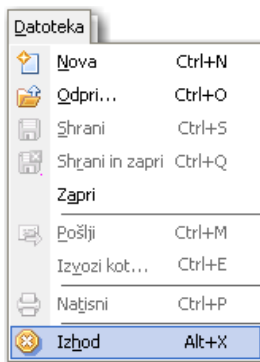 Datoteka
Nova Ctrl+N
Odpri... Ctrl+O
Shrani Ctrl+S
Shrani in zapri Ctrl+Q
Zapri
Pošlji Ctrl+M
Izvozi kot... Ctrl+E
Natisni Ctrl+P
Izhod Alt+X